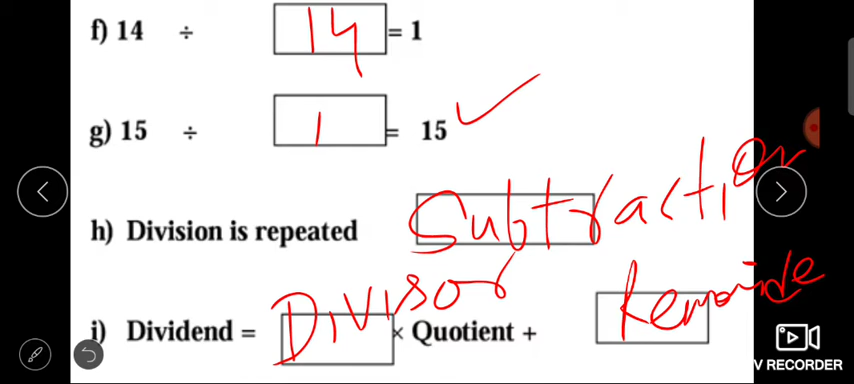 f) 14 ÷ 14 = 1
g) 15 ÷ 1 = 15 ✓
h) Division is repeated Subtraction
i) Dividend = Divisor × Quotient + Remainde
V RECORDER